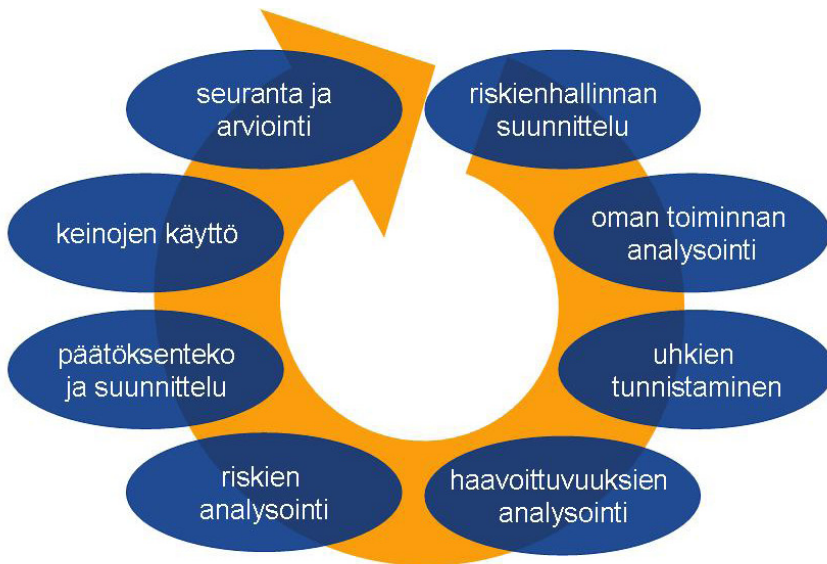 riskienhallinnan
suunnittelu
oman toiminnan
analysointi
uhkien
tunnistaminen
haavoittuvuuksien
analysointi
riskien
analysointi
päätöksenteko
ja suunnittelu
keinojen käyttö
seuranta ja
arviointi